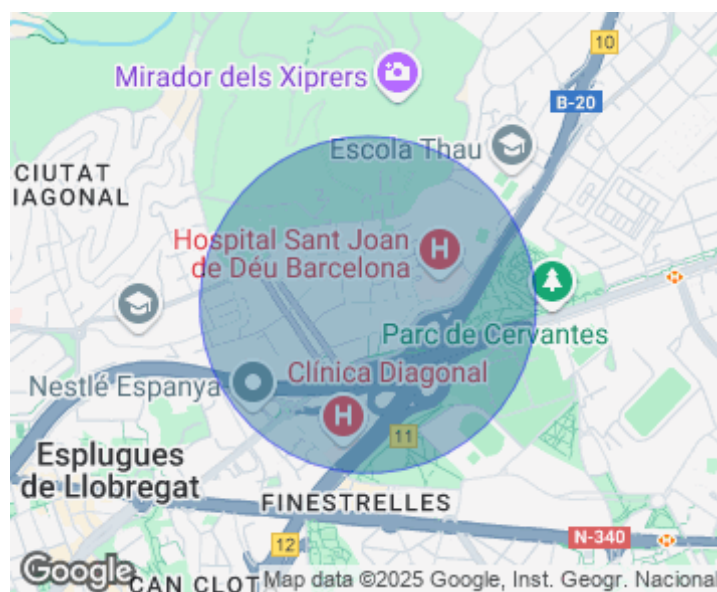 10
Mirador dels Xiprers
B-20
Escola Thau
CIUTAT
IAGONAL
Hospital Sant Joan
de Déu Barcelona
H
Parc de Cervantes
Clínica Diagonal
Nestlé Espanya
H
11
Esplugues
de Llobregat
FINESTRELLES
N-340
12
Google
CAN CLOT
Map data ©2025 Google, Inst. Geogr. Nacional